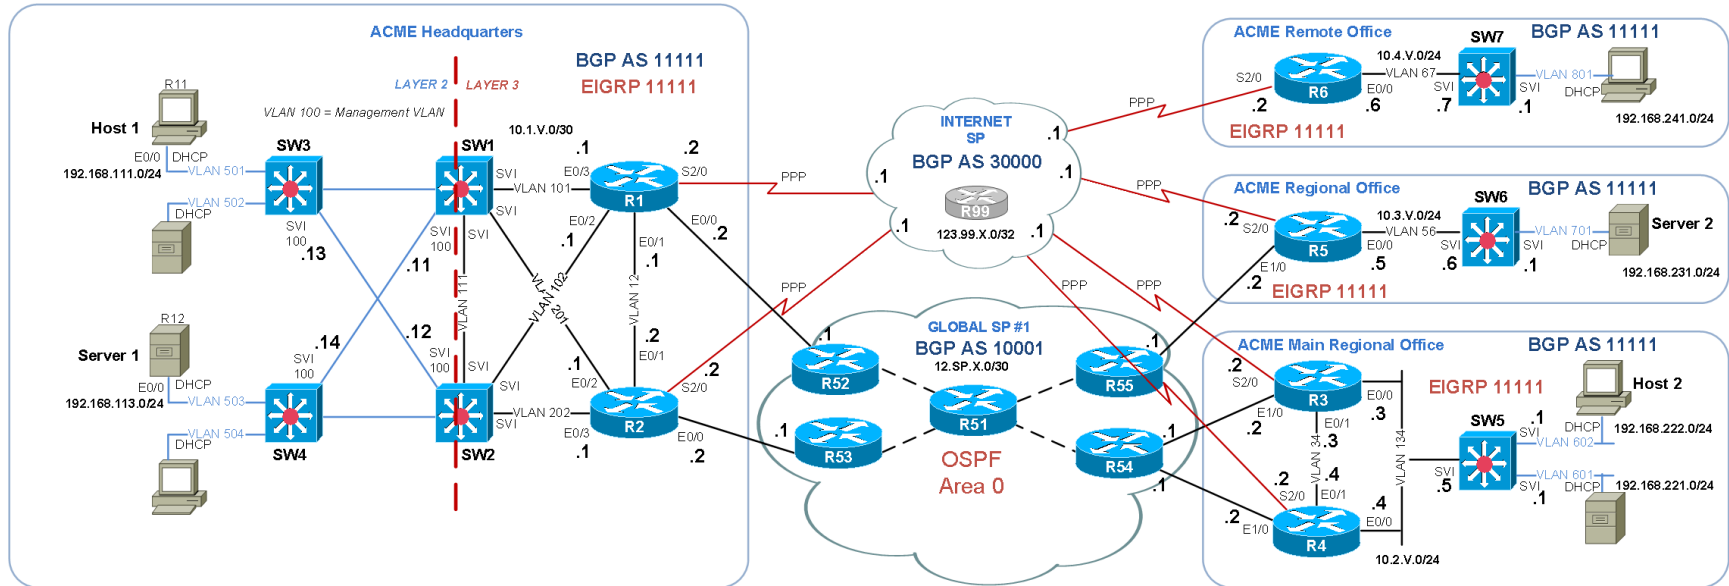 ACME Headquarters
BGP AS 11111
EIGRP 11111
LAYER 2
LAYER 3
VLAN 100 = Management VLAN
R11
Host 1
E0/0
DHCP
192.168.111.0/24
VLAN 501
VLAN 502
DHCP
SW3
SVI
100
.13
R12
Server 1
E0/0
DHCP
192.168.113.0/24
VLAN 503
VLAN 504
DHCP
SW4
SVI
100
.14
SW1
SVI
SVI
SVI
100
.11
10.1.V.0/30
VLAN 101
VLAN 111
VLAN 102
VLAN 201
SW2
SVI
SVI
SVI
100
.12
VLAN 202
R1
.1
E0/3
.2
S2/0
E0/2
.1
E0/1
.1
E0/0
.2
VLAN 12
R2
.2
E0/1
.1
E0/2
E0/3
.1
.2
S2/0
E0/0
.2
PPP
PPP
INTERNET
SP
BGP AS 30000
R99
123.99.X.0/32
.1
.1
.1
.1
.1
PPP
PPP
PPP
PPP
GLOBAL SP #1
BGP AS 10001
12.SP.X.0/30
R52
.1
R53
.1
R51
R55
.1
R54
.1
.1
OSPF
Area 0
ACME Remote Office
BGP AS 11111
EIGRP 11111
S2/0
.2
R6
E0/0
.6
10.4.V.0/24
VLAN 67
SW7
SVI
.7
SVI
.1
VLAN 801
DHCP
192.168.241.0/24
ACME Regional Office
BGP AS 11111
EIGRP 11111
.2
S2/0
E1/0
.2
R5
E0/0
.5
10.3.V.0/24
VLAN 56
SW6
SVI
.6
SVI
.1
VLAN 701
DHCP
Server 2
192.168.231.0/24
ACME Main Regional Office
BGP AS 11111
EIGRP 11111
.2
S2/0
E1/0
.2
R3
E0/0
.3
E0/1
.3
VLAN 34
VLAN 134
.4
E0/1
.2
S2/0
.2
E1/0
R4
.4
E0/0
10.2.V.0/24
SW5
SVI
.5
.1
SVI
DHCP
VLAN 602
Host 2
192.168.222.0/24
VLAN 601
SVI
.1
DHCP
192.168.221.0/24